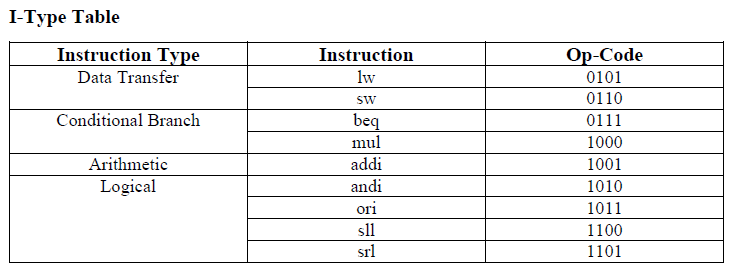 I-Type Table
Instruction Type Instruction Op-Code
Data Transfer lw 0101
sw 0110
Conditional Branch beq 0111
mul 1000
Arithmetic addi 1001
Logical andi 1010
ori 1011
sll 1100
srl 1101